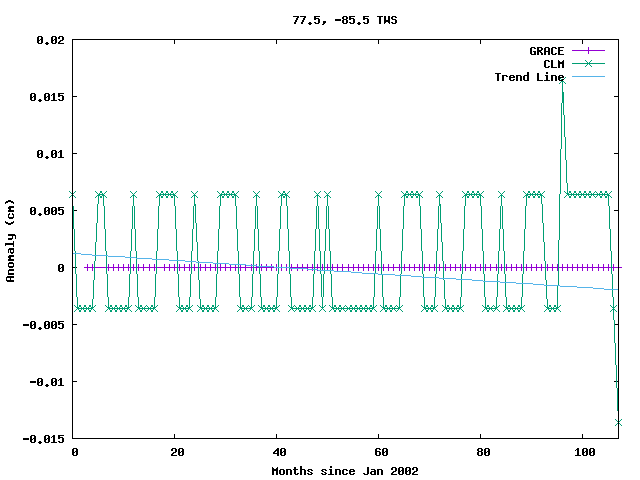 77.5, -85.5 TWS
GRACE
CLM
Trend Line
0.02
0.015
0.01
0.005
0
-0.005
-0.01
-0.015
Anomaly (cm)
0 20 40 60 80 100
Months since Jan 2002